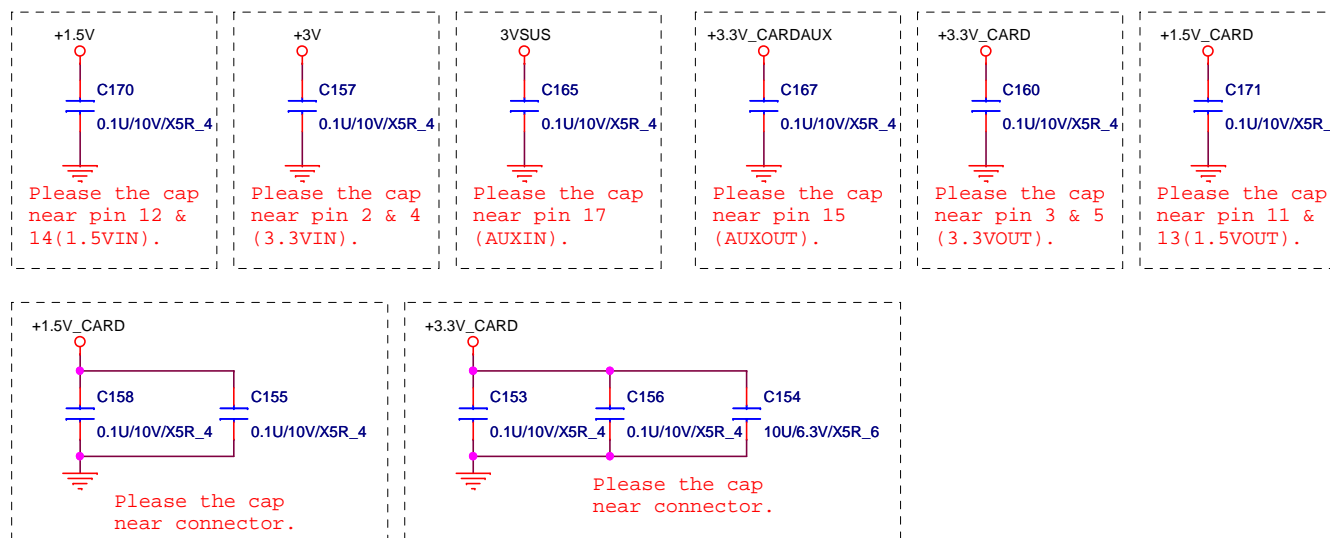 +1.5V
C170
0.1U/10V/X5R_4
Please the cap
near pin 12 &
14(1.5VIN).
+3V
C157
0.1U/10V/X5R_4
Please the cap
near pin 2 & 4
(3.3VIN).
3VSUS
C165
0.1U/10V/X5R_4
Please the cap
near pin 17
(AUXIN).
+3.3V_CARDAUX
C167
0.1U/10V/X5R_4
Please the cap
near pin 15
(AUXOUT).
+3.3V_CARD
C160
0.1U/10V/X5R_4
Please the cap
near pin 3 & 5
(3.3VOUT).
+1.5V_CARD
C171
0.1U/10V/X5R_
Please the cap
near pin 11 &
13(1.5VOUT).
+1.5V_CARD
C158
0.1U/10V/X5R_4
C155
0.1U/10V/X5R_4
Please the cap
near connector.
+3.3V_CARD
C153
0.1U/10V/X5R_4
C156
0.1U/10V/X5R_4
C154
10U/6.3V/X5R_6
Please the cap
near connector.